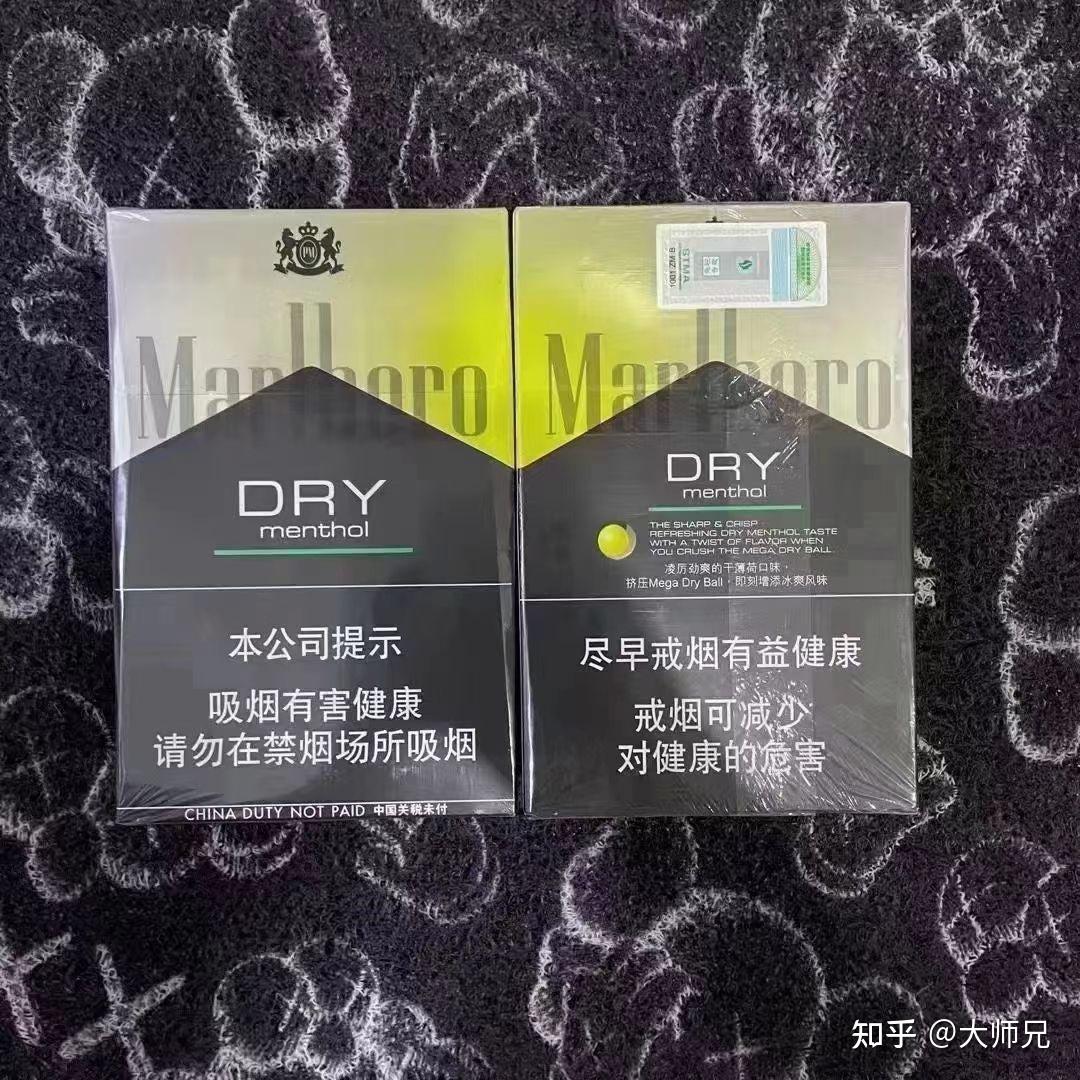 PM
Marlboro
DRY
menthol
本公司提示
吸烟有害健康
请勿在禁烟场所吸烟
CHINA DUTY NOT PAID 中国关税未付
1001 ZM-B
STMA
Marlboro
DRY
menthol
THE SHARP & CRISP
REFRESHING DRY MENTHOL TASTE
WITH A TWIST OF FLAVOR WHEN
YOU CRUSH THE MEGA DRY BALL
凌厉劲爽的干薄荷口味，
挤压Mega Dry Ball，即刻增添冰爽风味
尽早戒烟有益健康
戒烟可减少
对健康的危害
知乎 @大师兄